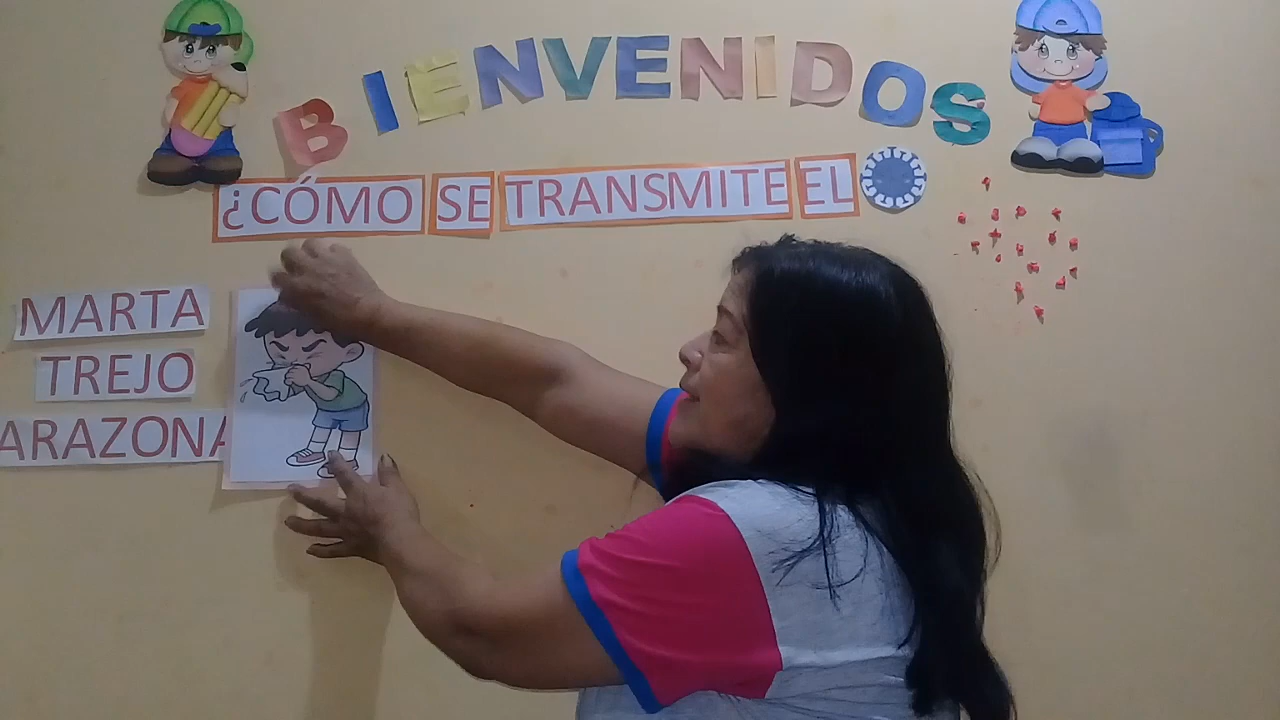 BIENVENIDOS
¿CÓMO SE TRANSMITE EL
MARTA
TREJO
ARAZONA